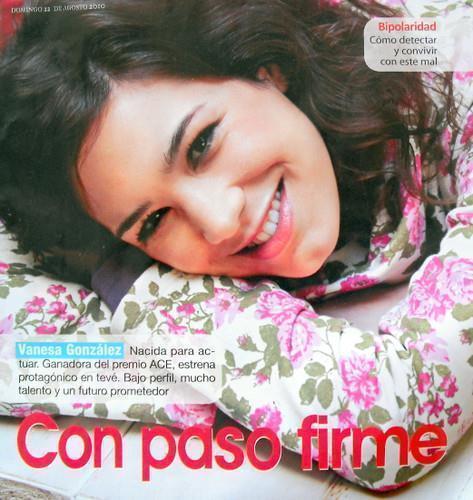 DOMINGO 22 DE AGOSTO 2010
Bipolaridad
Cómo detectar
y convivir
con este mal
Vanesa González Nacida para ac-
tuar. Ganadora del premio ACE, estrena
protagónico en tevé. Bajo perfil, mucho
talento y un futuro prometedor
Con paso firme